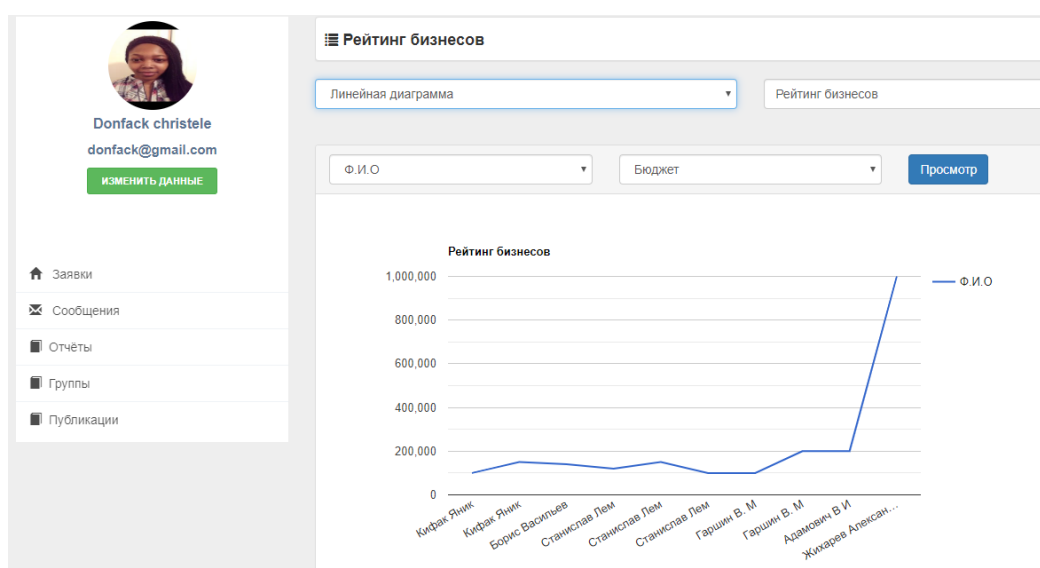 Donfack christele
donfack@gmail.com
ИЗМЕНИТЬ ДАННЫЕ
Заявки
Сообщения
Отчёты
Группы
Публикации
Рейтинг бизнесов
Линейная диаграмма
Рейтинг бизнесов
Ф.И.О
Бюджет
Просмотр
Рейтинг бизнесов
1,000,000
800,000
600,000
400,000
200,000
0
Ф.И.О
Кифак Яник
Кифак Яник
Борис Васильев
Станислав Лем
Станислав Лем
Станислав Лем
Гаршин В. М
Гаршин В. М
Адамович В И
Жихарев Алексан…